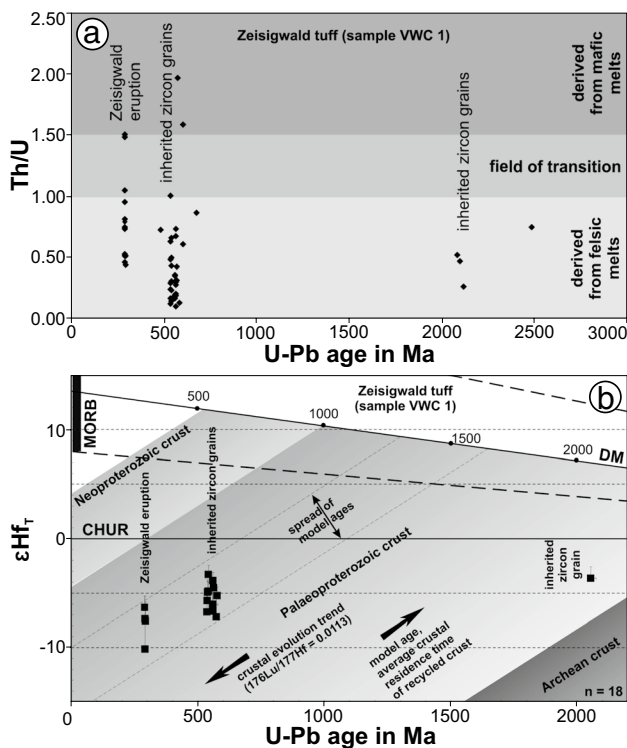 a
Zeisigwald tuff (sample VWC 1)
2.50
2.00
1.50
1.00
0.50
0.00
Th/U
Zeisigwald
eruption
inherited zircon grains
inherited zircon grains
derived
from mafic
melts
field of transition
derived
from felsic
melts
0
500
1000
1500
2000
2500
3000
U-Pb age in Ma
b
Zeisigwald tuff
(sample VWC 1)
MORB
500
1000
1500
2000
DM
10
0
-10
εHfT
CHUR
Neoproterozoic crust
Zeisigwald eruption
inherited zircon grains
spread of
model ages
Palaeoproterozoic crust
inherited
zircon
grain
crustal evolution trend
(176Lu/177Hf = 0.0113)
model age,
average crustal
residence time
of recycled crust
Archean crust
n = 18
0
500
1000
1500
2000
U-Pb age in Ma